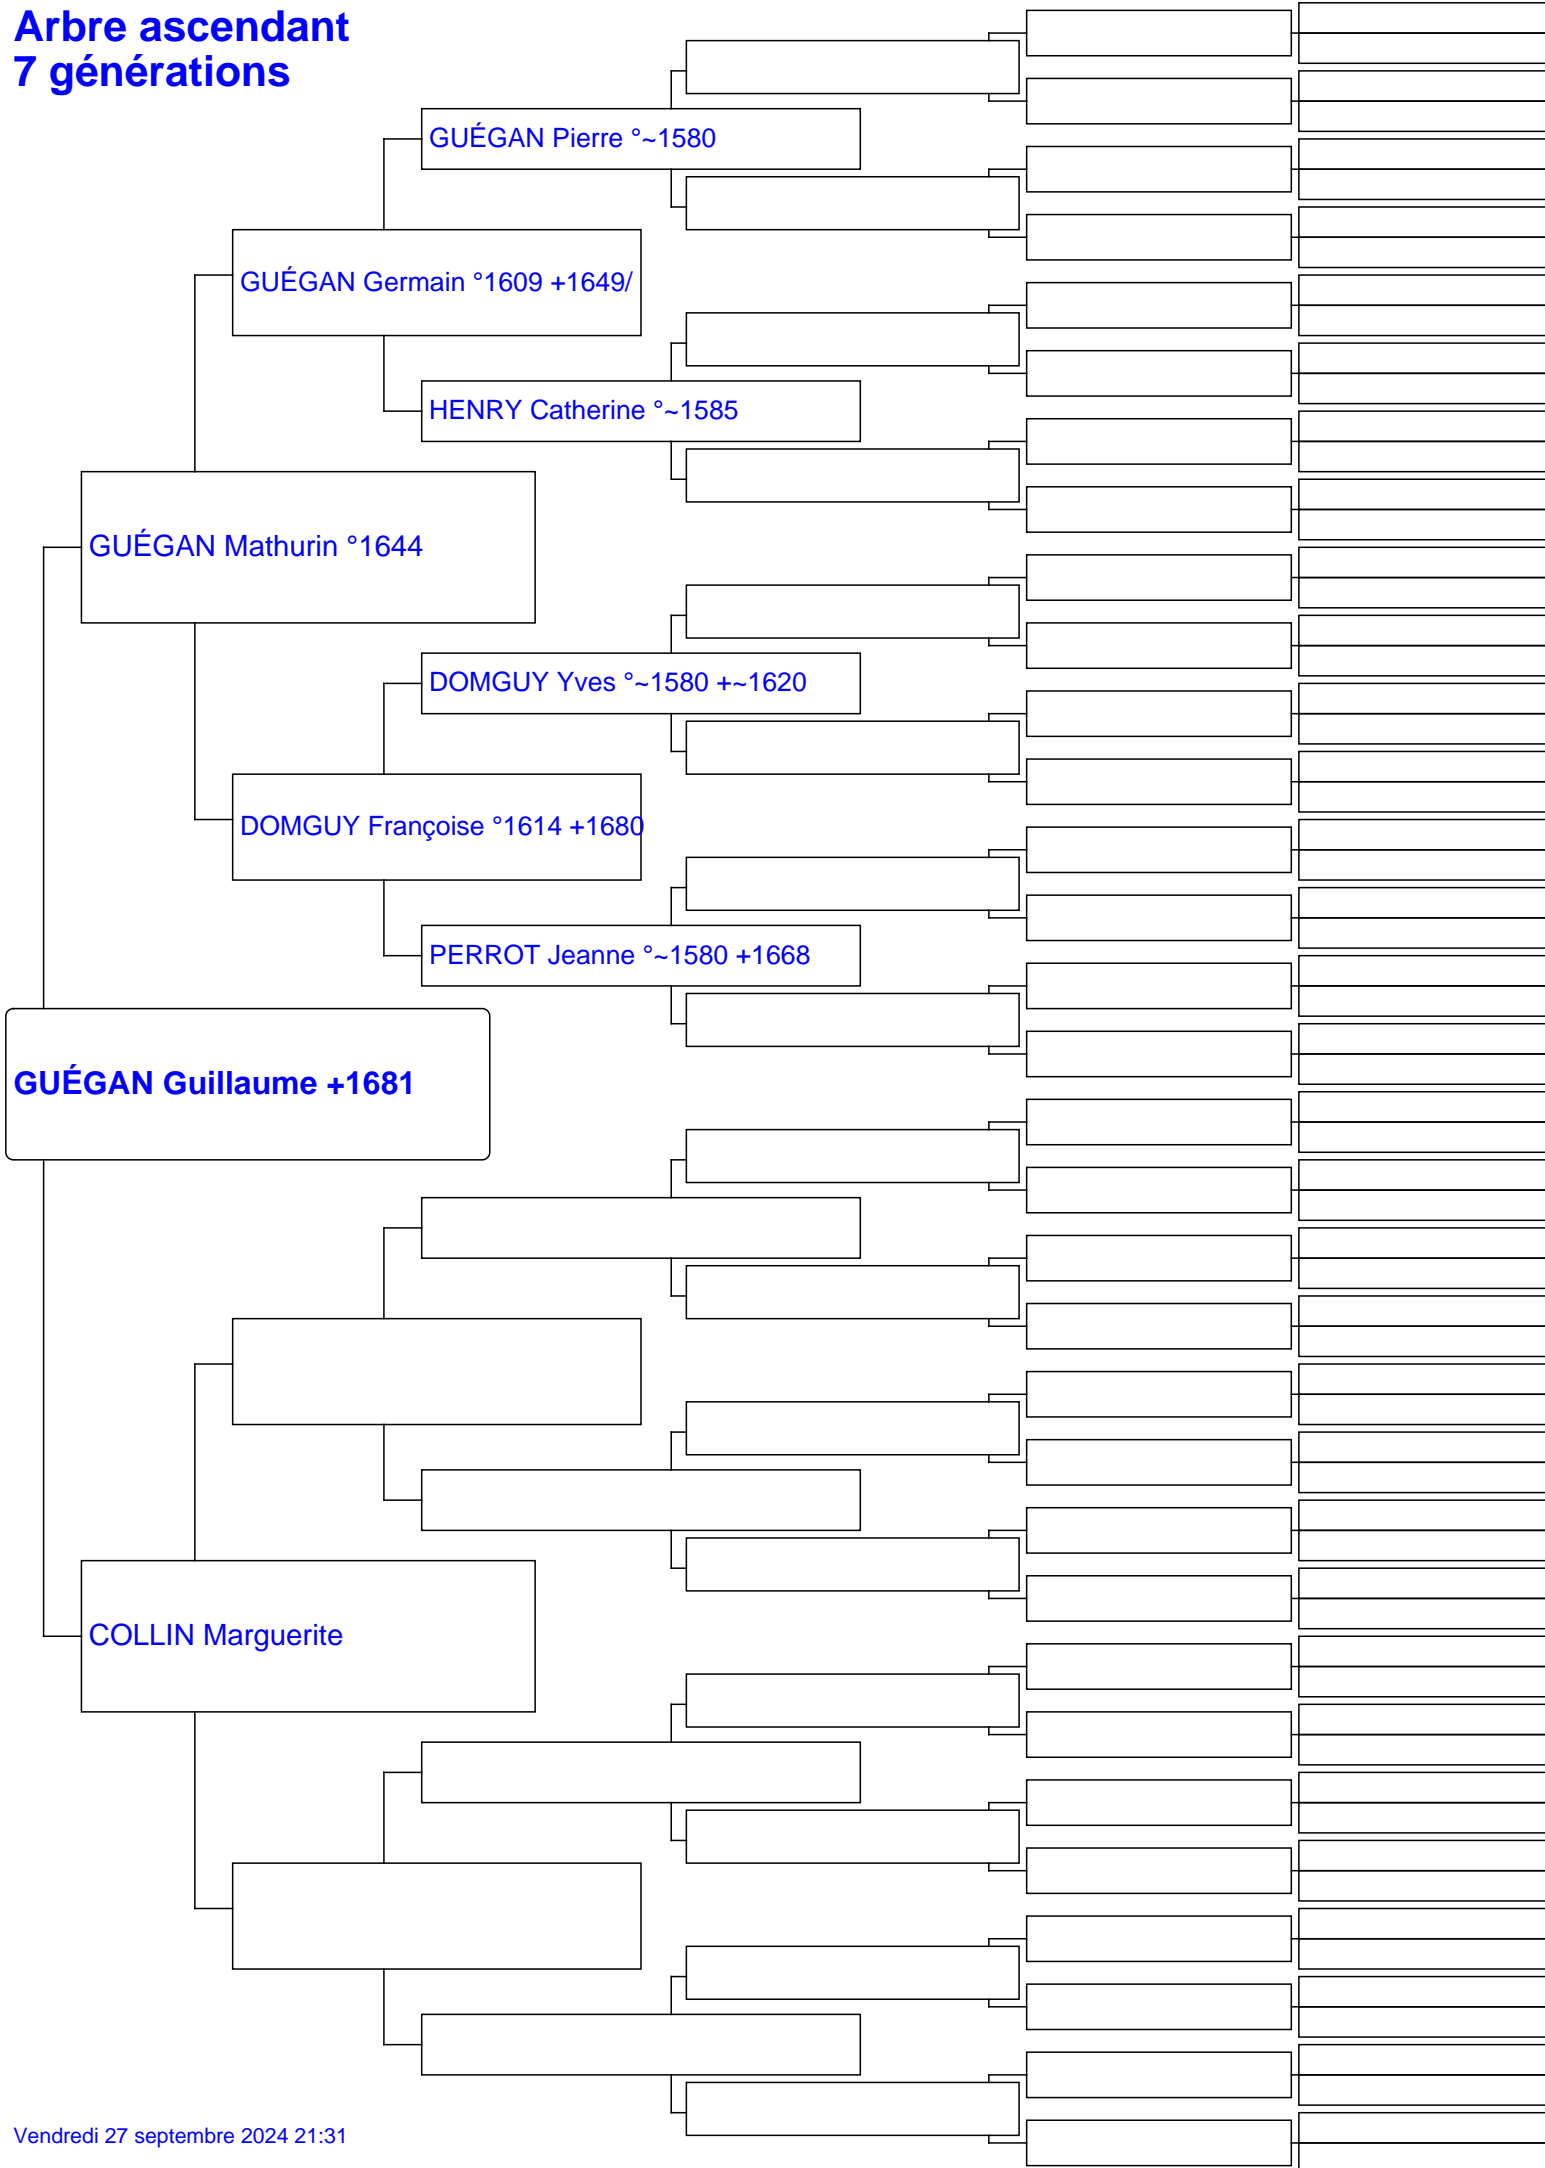 Arbre ascendant
7 générations
GUÉGAN Pierre °~1580
GUÉGAN Germain °1609 +1649/
HENRY Catherine °~1585
GUÉGAN Mathurin °1644
DOMGUY Yves °~1580 +~1620
DOMGUY Françoise °1614 +1680
PERROT Jeanne °~1580 +1668
GUÉGAN Guillaume +1681
COLLIN Marguerite
Vendredi 27 septembre 2024 21:31